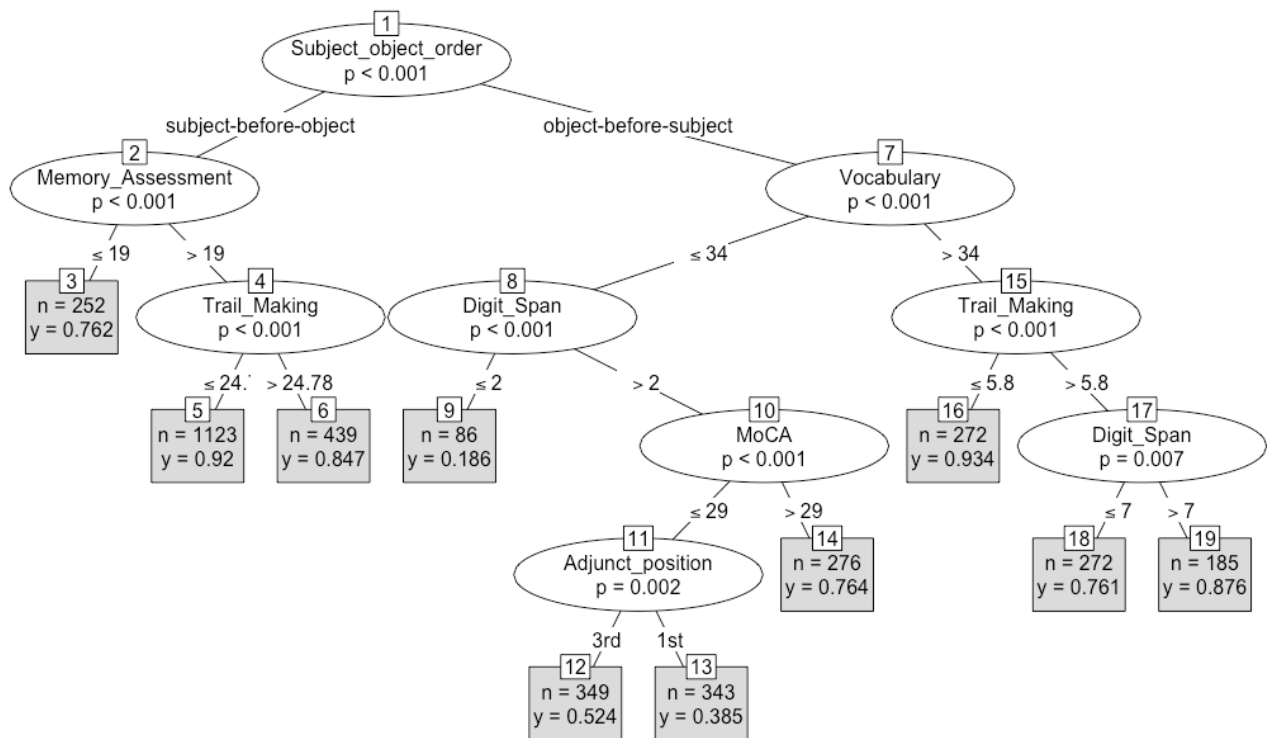 1
Subject_object_order
p < 0.001
subject-before-object
object-before-subject
2
Memory_Assessment
p < 0.001
7
Vocabulary
p < 0.001
≤ 19
> 19
≤ 34
> 34
3
n = 252
y = 0.762
4
Trail_Making
p < 0.001
8
Digit_Span
p < 0.001
15
Trail_Making
p < 0.001
≤ 24.
> 24.78
≤ 2
> 2
≤ 5.8
> 5.8
5
n = 1123
y = 0.92
6
n = 439
y = 0.847
9
n = 86
y = 0.186
10
MoCA
p < 0.001
16
n = 272
y = 0.934
17
Digit_Span
p = 0.007
≤ 29
> 29
≤ 7
> 7
11
Adjunct_position
p = 0.002
14
n = 276
y = 0.764
18
n = 272
y = 0.761
19
n = 185
y = 0.876
3rd
1st
12
n = 349
y = 0.524
13
n = 343
y = 0.385